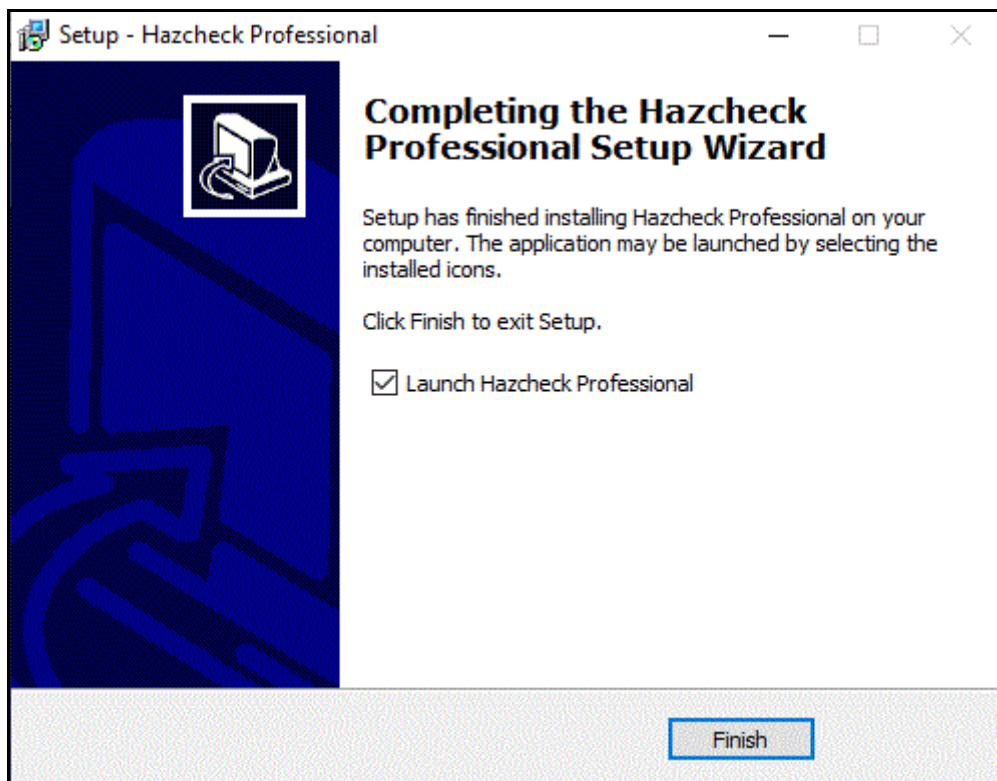 Setup - Hazcheck Professional
Completing the Hazcheck
Professional Setup Wizard
Setup has finished installing Hazcheck Professional on your
computer. The application may be launched by selecting the
installed icons.
Click Finish to exit Setup.
Launch Hazcheck Professional
Finish